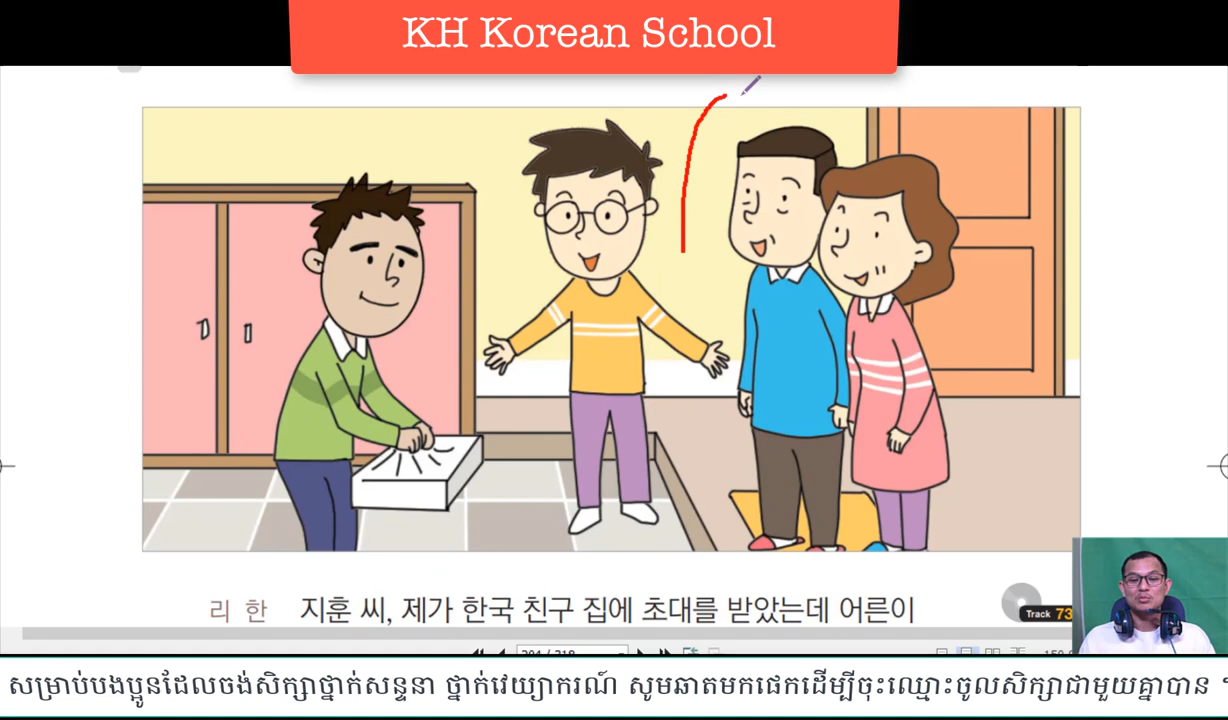 KH Korean School
리 한 지훈 씨, 제가 한국 친구 집에 초대를 받았는데 어른이
Track 73
សម្រាប់បងប្អូនដែលចង់សិក្សាថ្នាក់សន្ទនា ថ្នាក់វេយ្យាករណ៍ សូមឆាតមកផេកដើម្បីចុះឈ្មោះចូលសិក្សាជាមួយគ្នាបាន